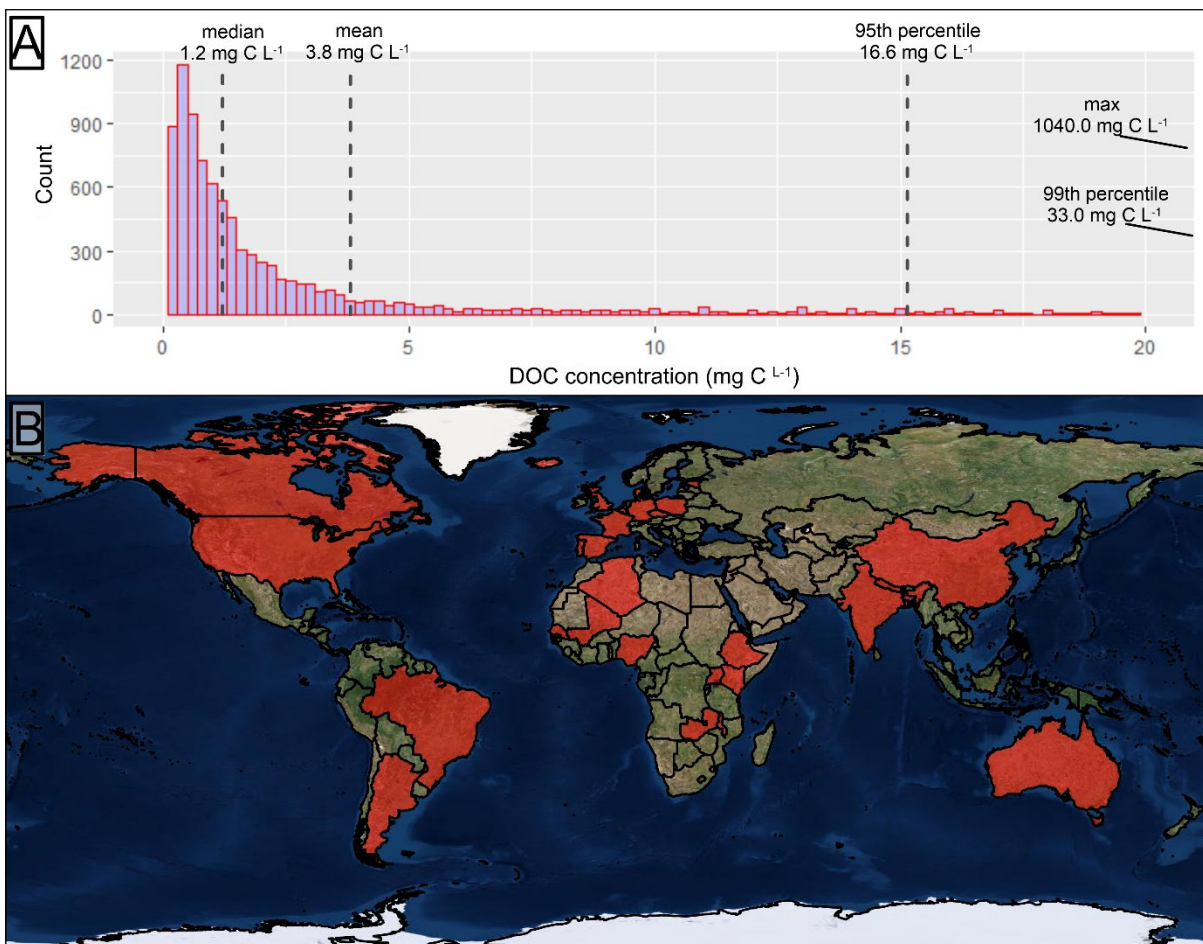 A
median
1.2 mg C L⁻¹
mean
3.8 mg C L⁻¹
95th percentile
16.6 mg C L⁻¹
max
1040.0 mg C L⁻¹
99th percentile
33.0 mg C L⁻¹
1200
900
600
300
0
Count
0
5
10
15
20
DOC concentration (mg C L⁻¹)
B